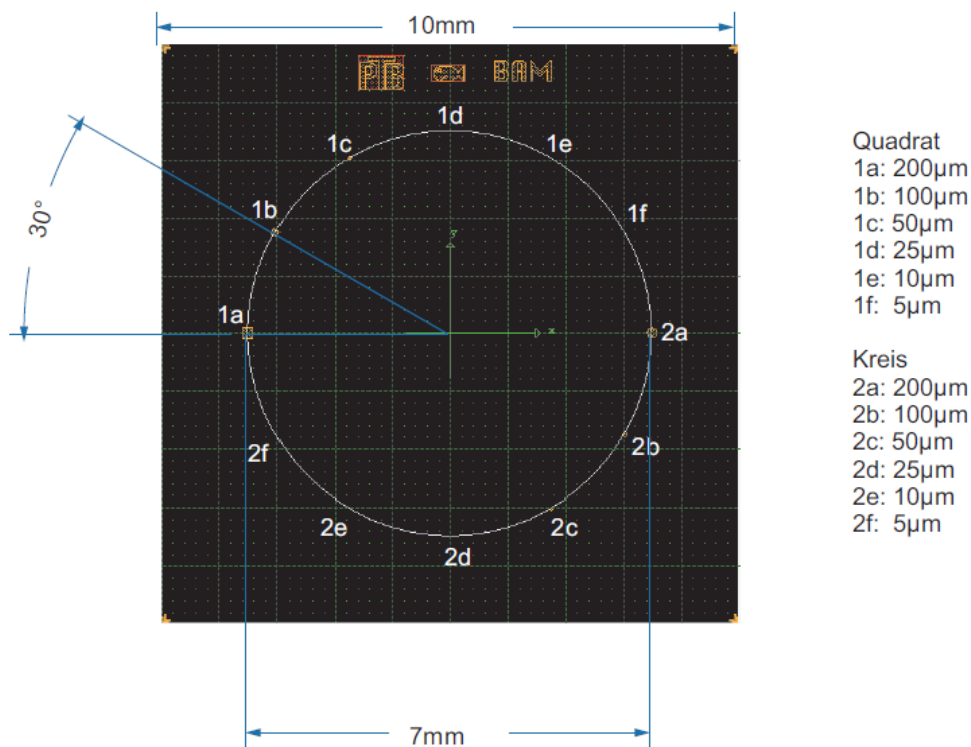 10mm
PTB BAM
1d
1c
1e
1b
1f
30°
y
1a
x
2a
2b
2f
2e
2c
2d
7mm
Quadrat
1a: 200µm
1b: 100µm
1c: 50µm
1d: 25µm
1e: 10µm
1f: 5µm
Kreis
2a: 200µm
2b: 100µm
2c: 50µm
2d: 25µm
2e: 10µm
2f: 5µm